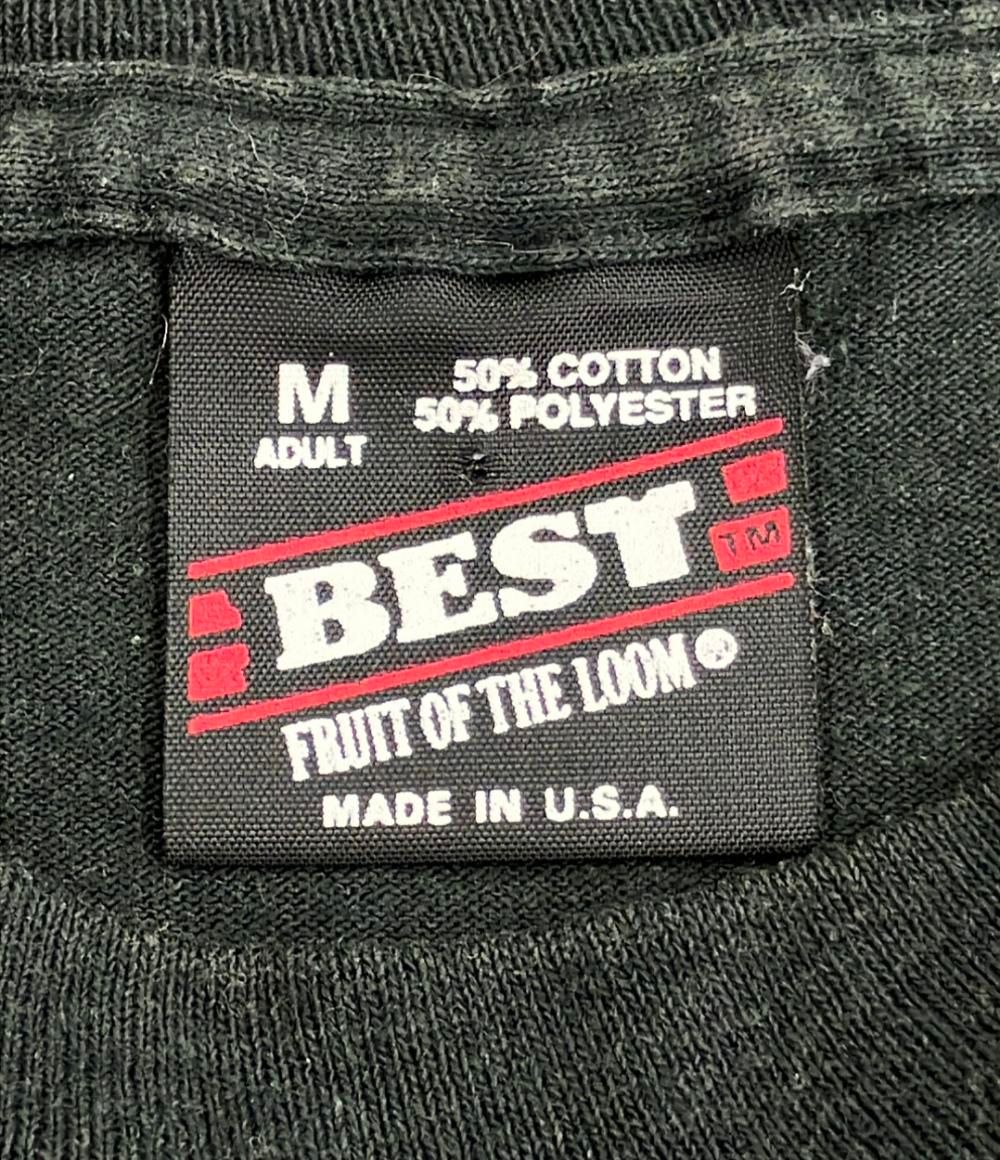 M
ADULT
50% COTTON
50% POLYESTER
BEST
TM
FRUIT OF THE LOOM®
MADE IN U.S.A.